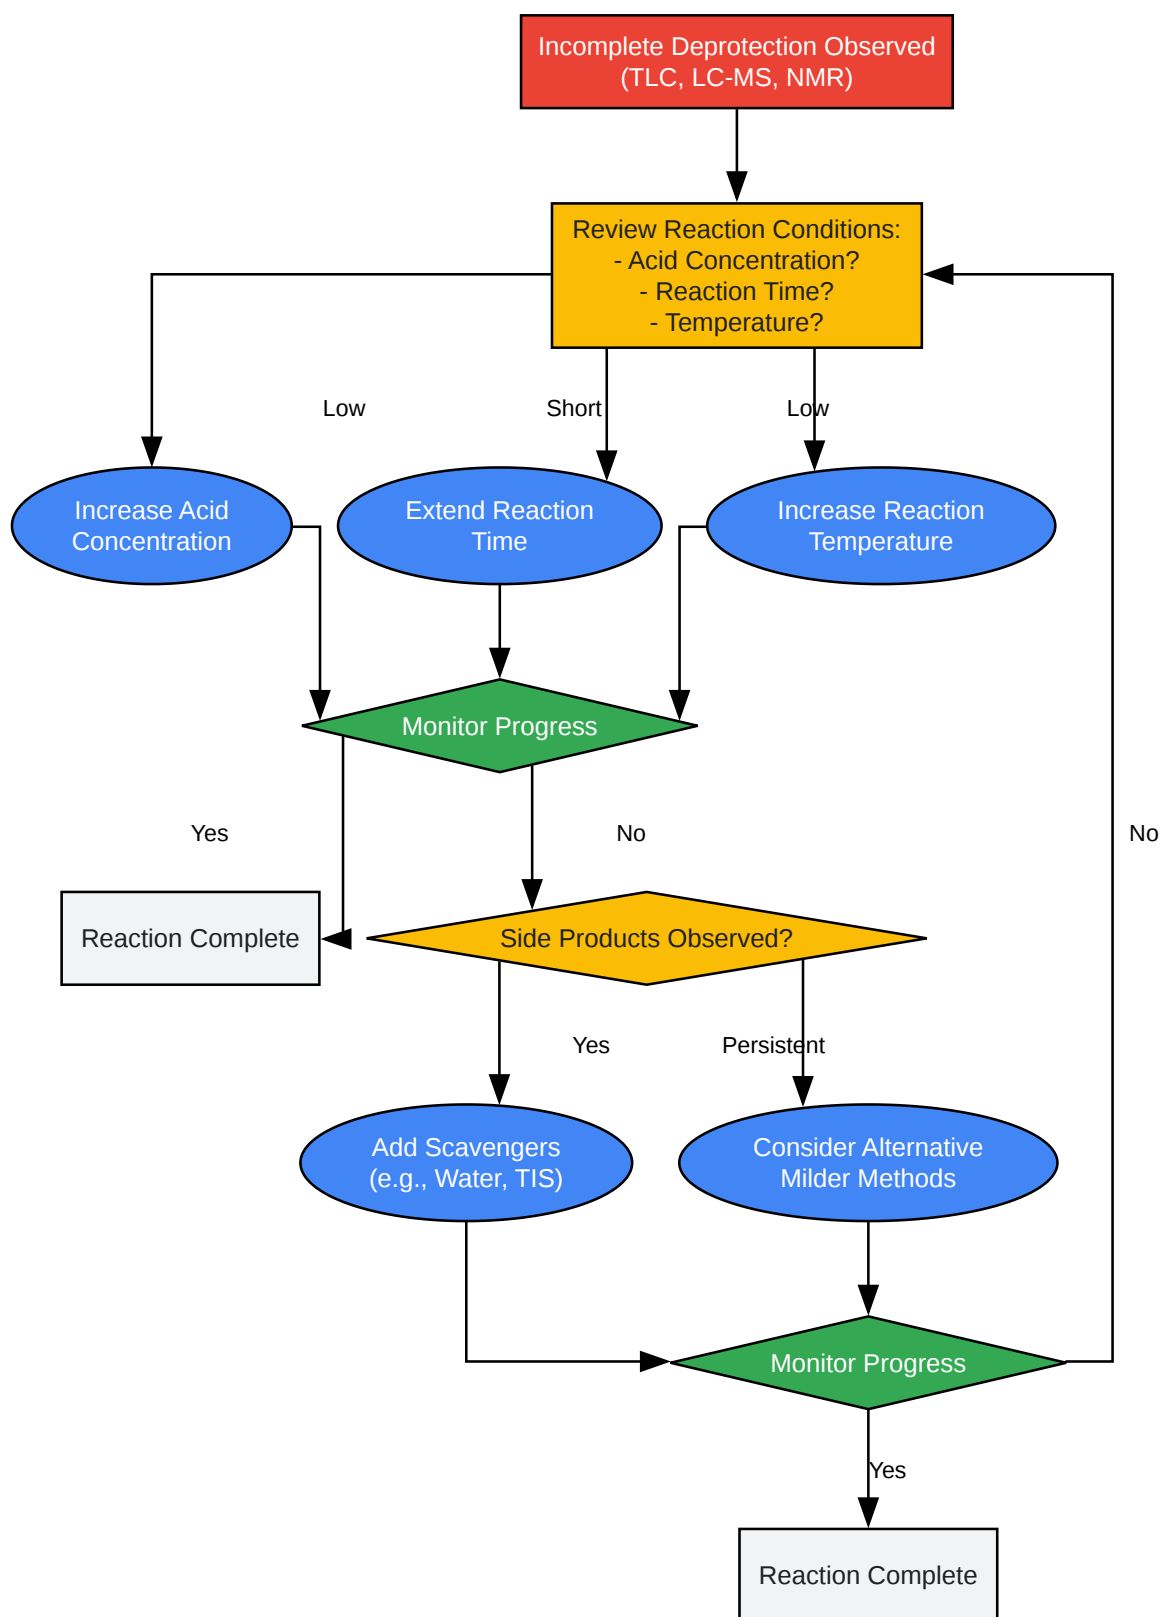 Incomplete Deprotection Observed
(TLC, LC-MS, NMR)
Review Reaction Conditions:
- Acid Concentration?
- Reaction Time?
- Temperature?
Low
Short
Low
Increase Acid
Concentration
Extend Reaction
Time
Increase Reaction
Temperature
Monitor Progress
Yes
No
No
Reaction Complete
Side Products Observed?
Yes
Persistent
Add Scavengers
(e.g., Water, TIS)
Consider Alternative
Milder Methods
Monitor Progress
Yes
Reaction Complete